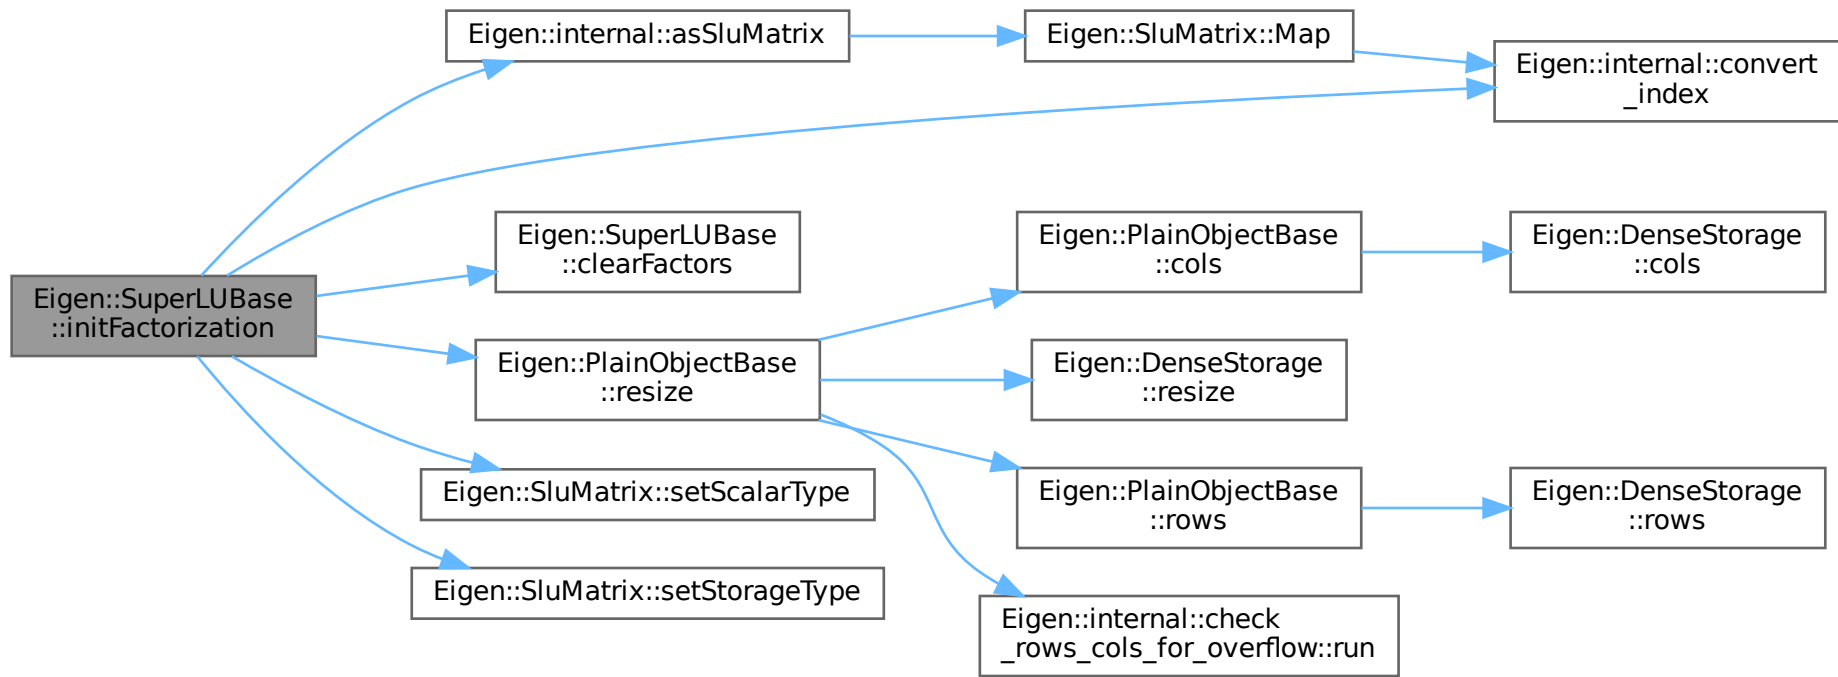 Eigen::SuperLUBase
::initFactorization
Eigen::internal::asSluMatrix
Eigen::SluMatrix::Map
Eigen::internal::convert
_index
Eigen::SuperLUBase
::clearFactors
Eigen::PlainObjectBase
::resize
Eigen::PlainObjectBase
::cols
Eigen::DenseStorage
::cols
Eigen::DenseStorage
::resize
Eigen::PlainObjectBase
::rows
Eigen::DenseStorage
::rows
Eigen::internal::check
_rows_cols_for_overflow::run
Eigen::SluMatrix::setScalarType
Eigen::SluMatrix::setStorageType